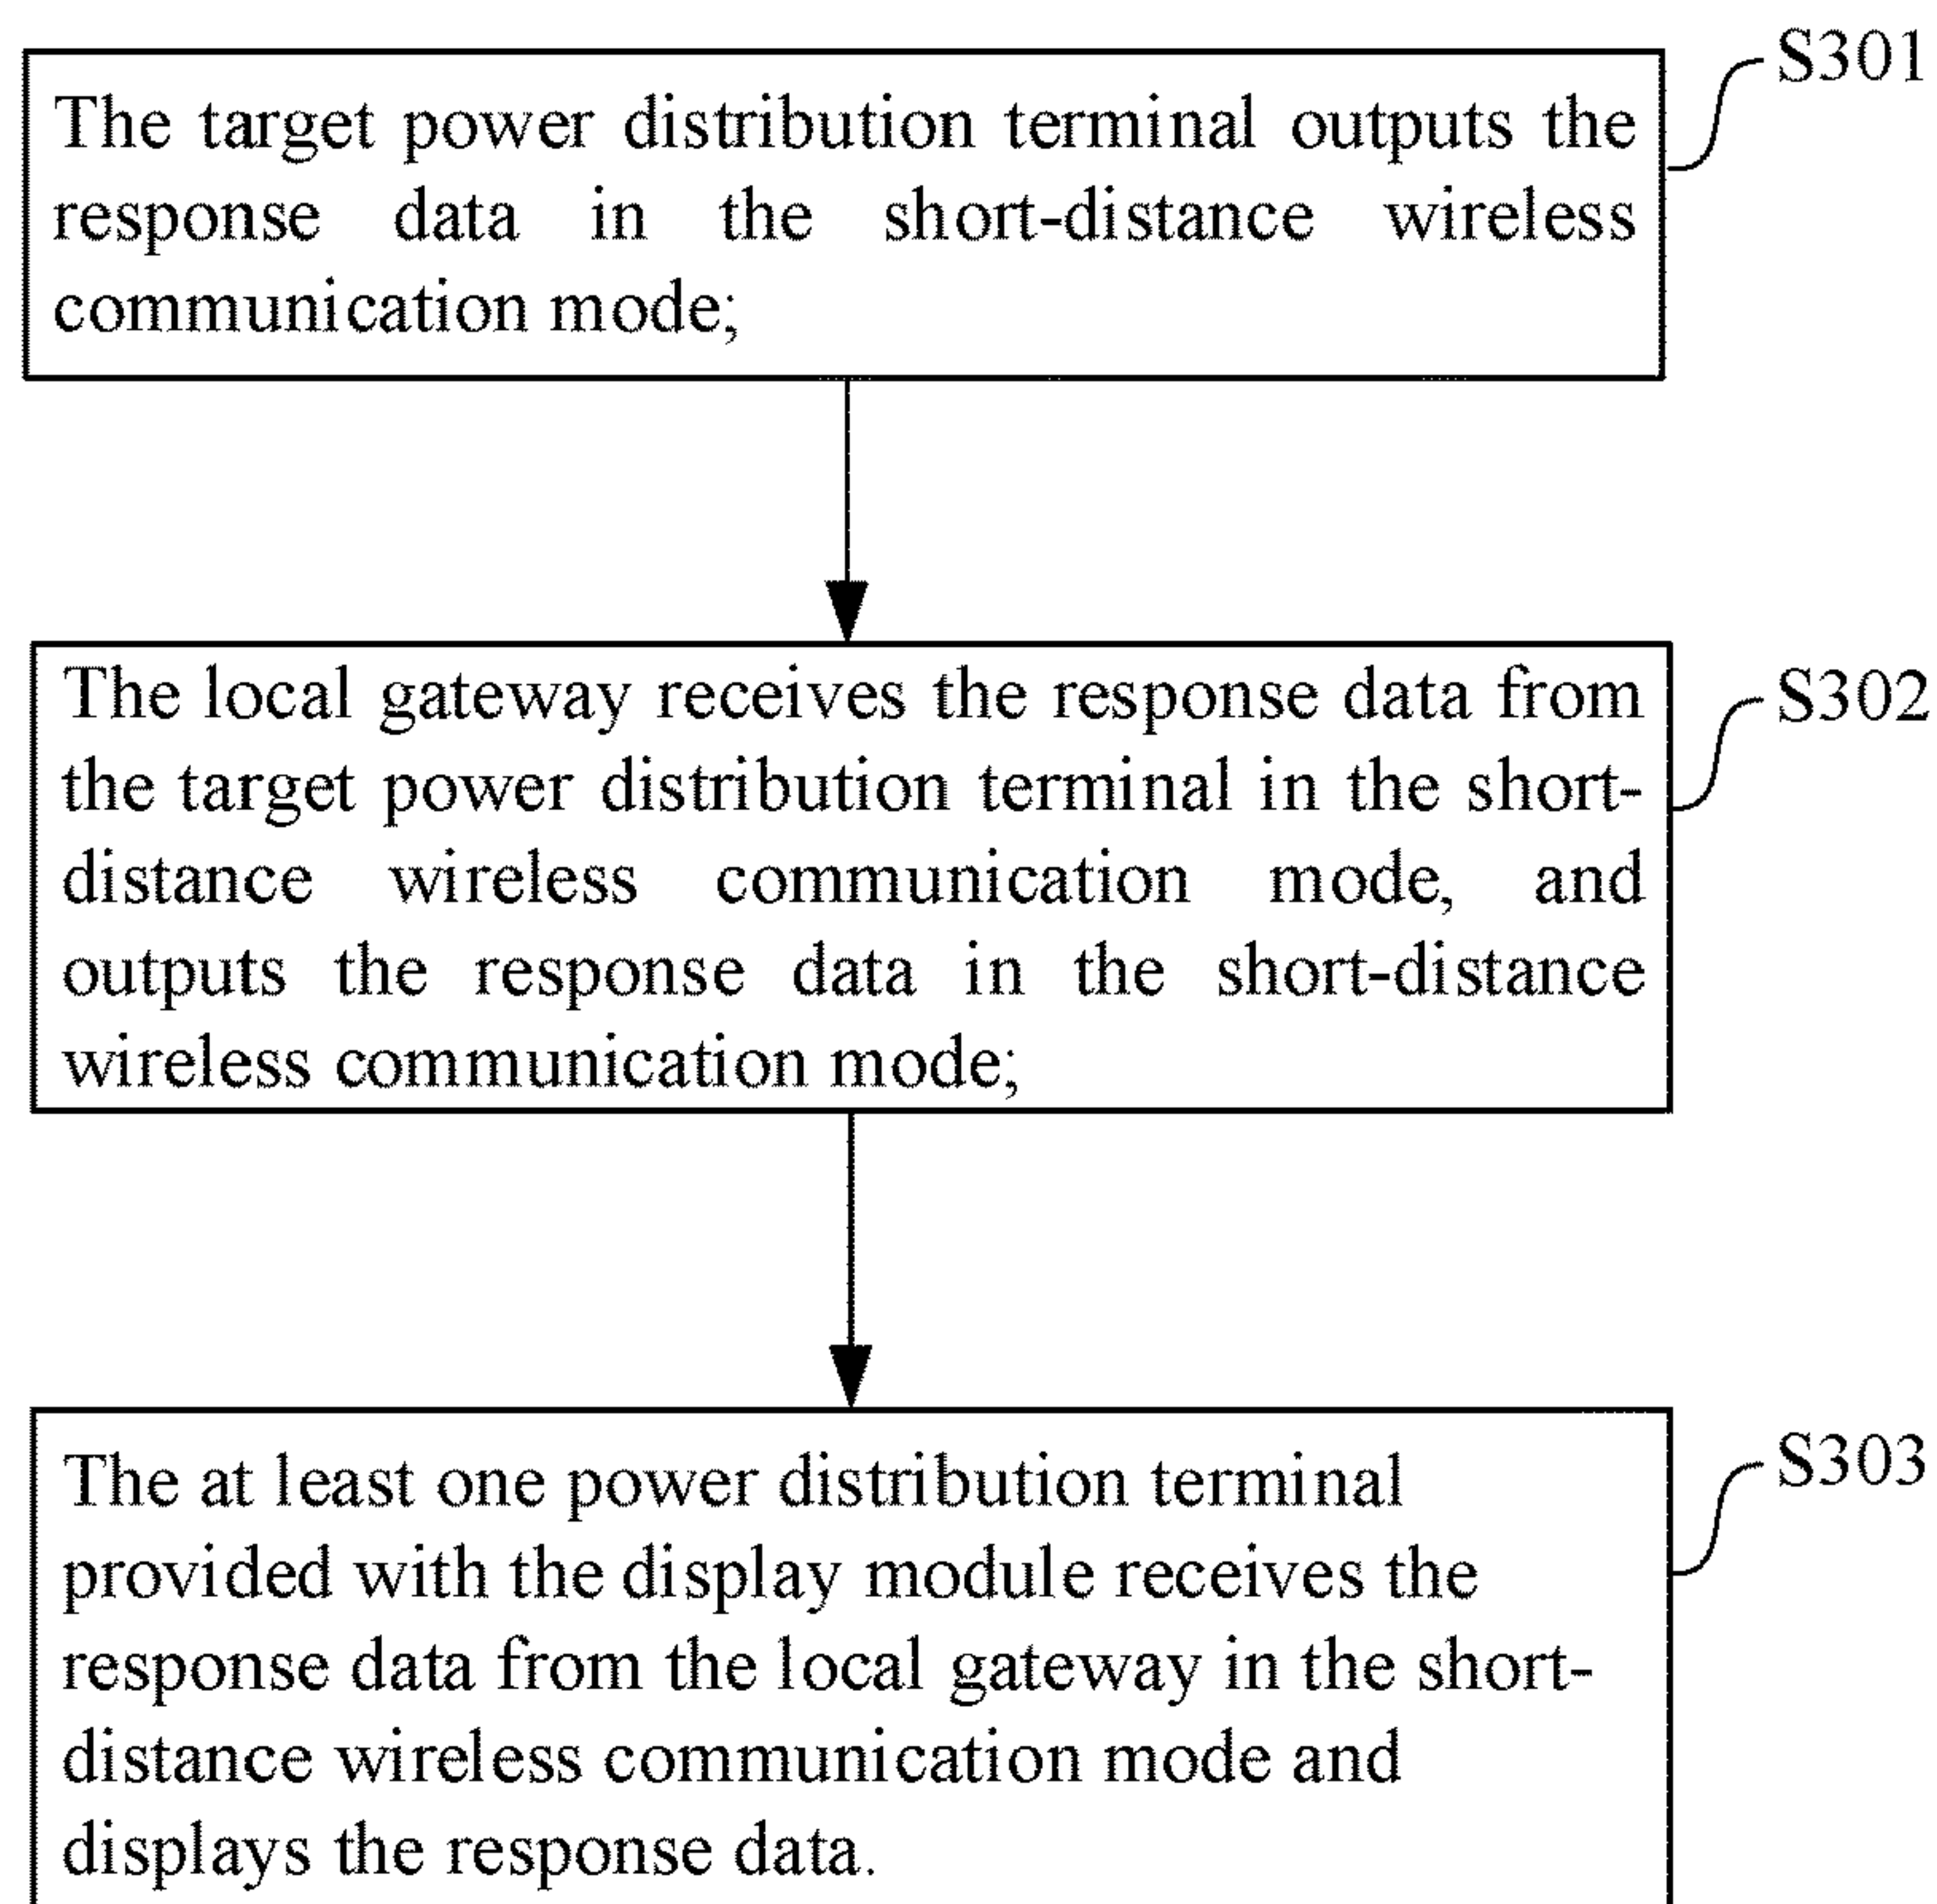 S301
The target power distribution terminal outputs the
response data in the short-distance wireless
communication mode;
S302
The local gateway receives the response data from
the target power distribution terminal in the short-
distance wireless communication mode, and
outputs the response data in the short-distance
wireless communication mode;
S303
The at least one power distribution terminal
provided with the display module receives the
response data from the local gateway in the short-
distance wireless communication mode and
displays the response data.